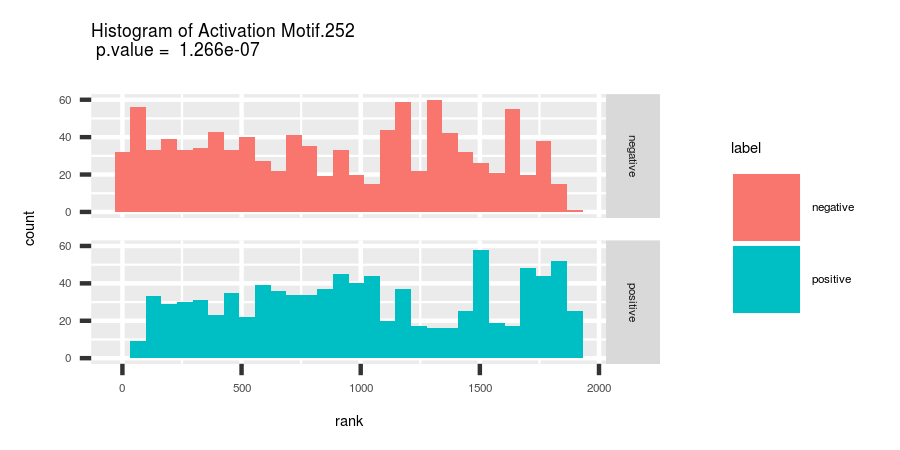 Histogram of Activation Motif.252
p.value = 1.266e-07
60
40
20
0
negative
60
40
20
0
positive
0 500 1000 1500 2000
rank
count
label
negative
positive